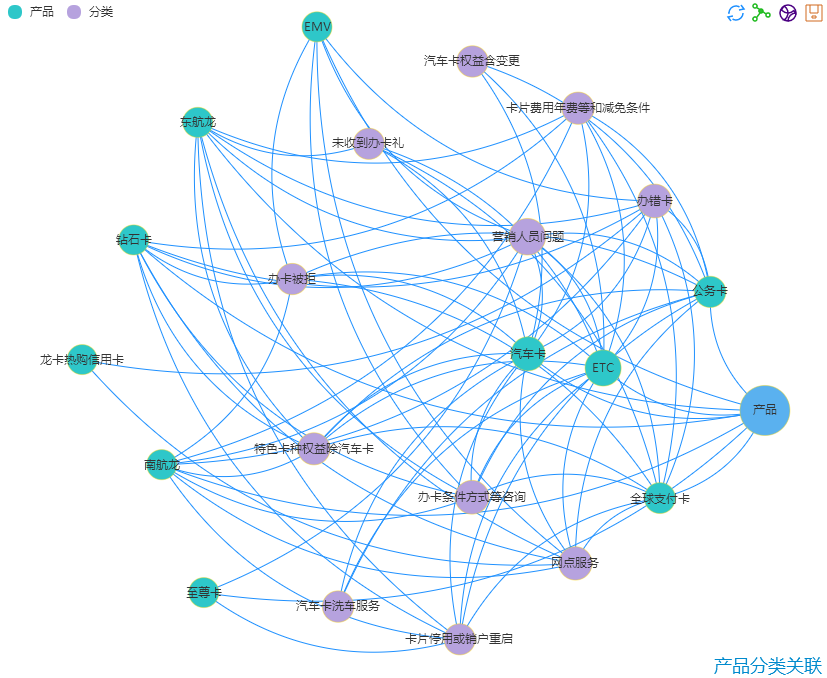 产品
分类
EMV
汽车卡权益含变更
卡片费用年费等和减免条件
东航龙
未收到办卡礼
办错卡
钻石卡
营销人员问题
办卡被拒
公务卡
龙卡热购信用卡
汽车卡
ETC
产品
特色卡种权益除汽车卡
南航龙
办卡条件方式等咨询
全球支付卡
网点服务
至尊卡
汽车卡洗车服务
卡片停用或销户重启
产品分类关联